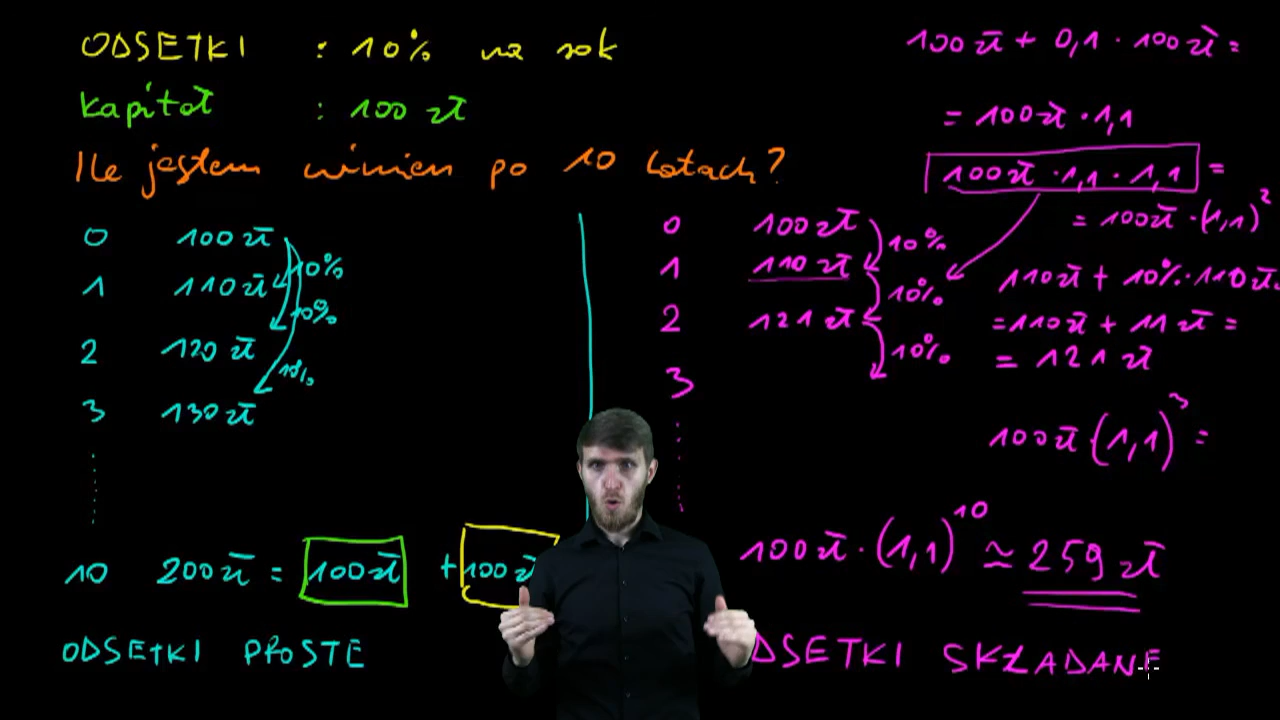 ODSETKI : 10% na rok
Kapitał : 100 zł
Ile jestem winien po 10 latach?
0 100 zł
10%
1 110 zł
10%
2 120 zł
10%
3 130 zł
10 200 zł = 100 zł + 100 zł
ODSETKI PROSTE
0 100 zł
10%
1 110 zł
10%
2 121 zł
10%
3
100 zł + 0,1 · 100 zł =
= 100 zł · 1,1
100 zł · 1,1 · 1,1 =
= 100 zł · (1,1)²
110 zł + 10% · 110 zł
= 110 zł + 11 zł =
= 121 zł
100 zł (1,1)³ =
100 zł · (1,1)¹⁰ ≈ 259 zł
ODSETKI SKŁADANE